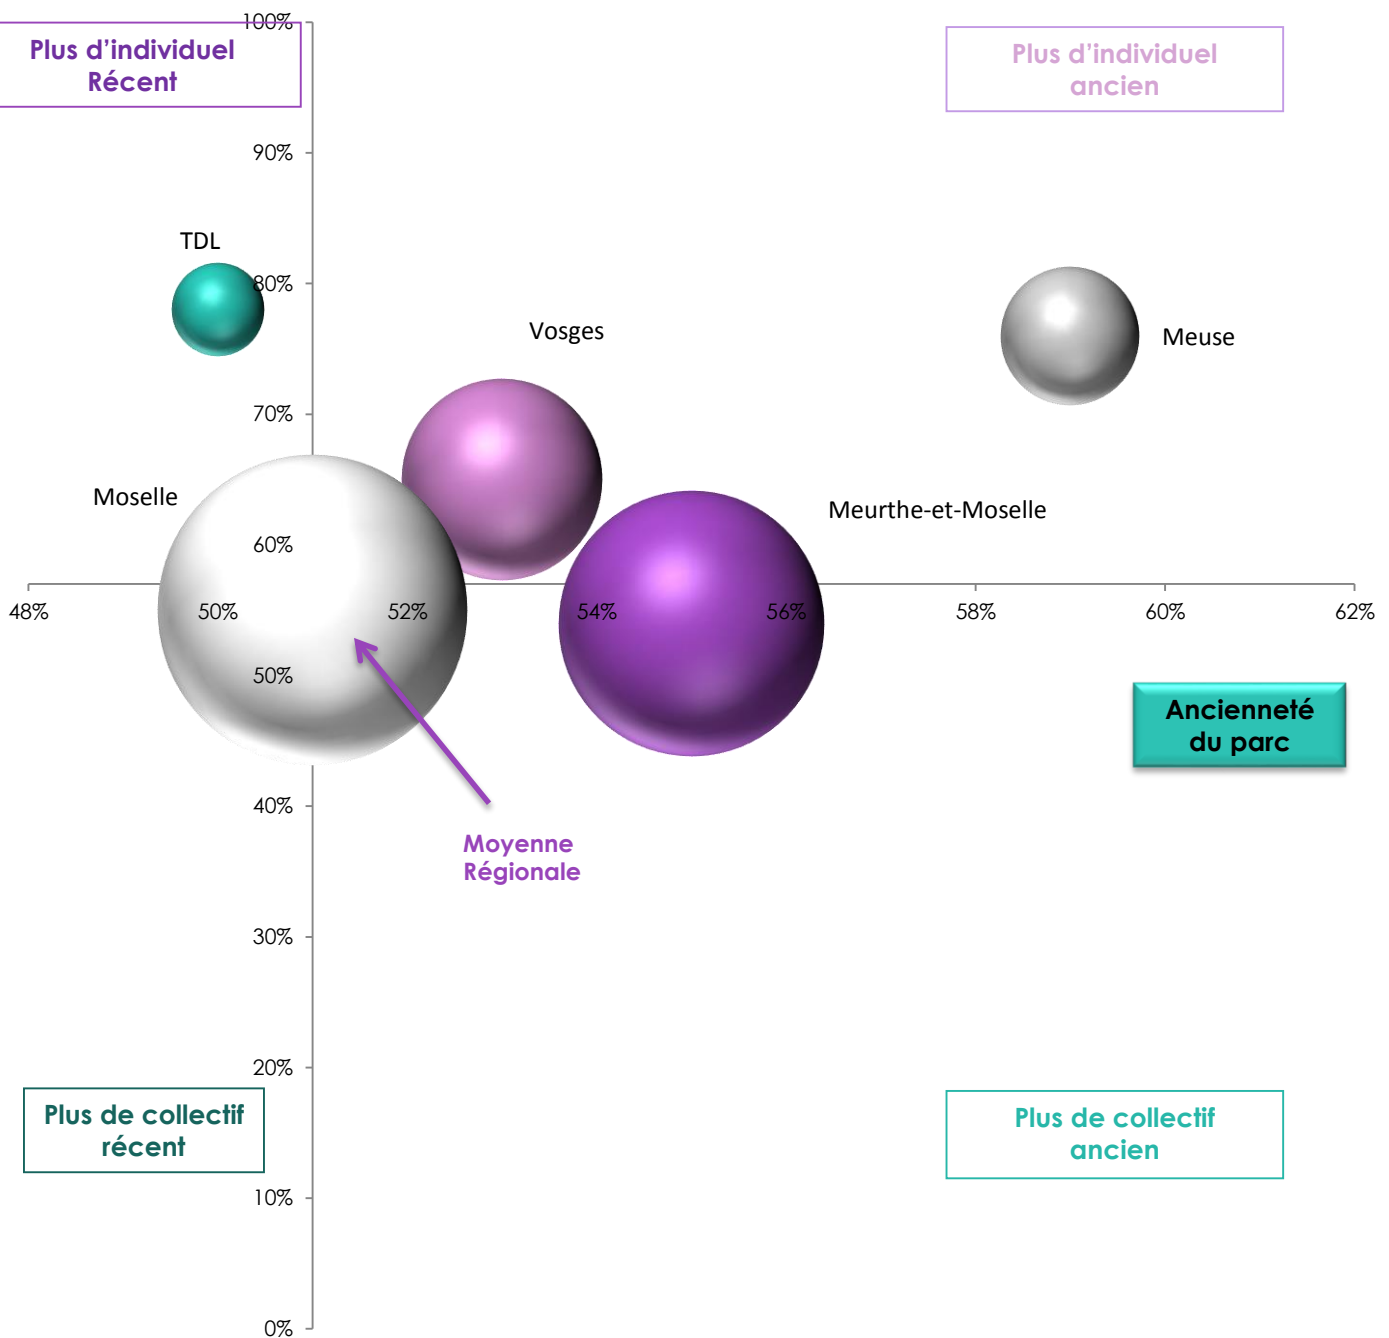 100%
Plus d’individuel
Récent
Plus d’individuel
ancien
90%
TDL
80%
Vosges
Meuse
70%
Moselle
Meurthe-et-Moselle
60%
48%
50%
52%
54%
56%
58%
60%
62%
50%
Ancienneté
du parc
40%
Moyenne
Régionale
30%
20%
Plus de collectif
récent
Plus de collectif
ancien
10%
0%